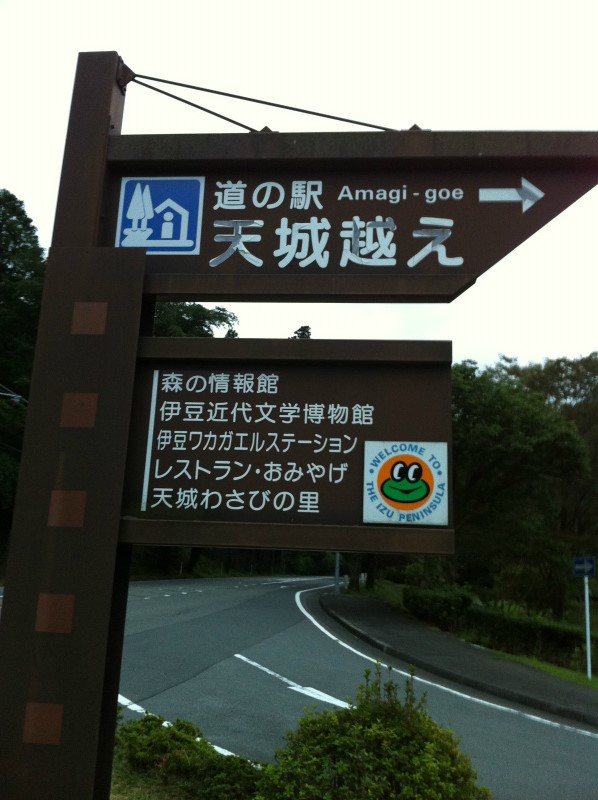 道の駅 Amagi-goe
天城越え
森の情報館
伊豆近代文学博物館
伊豆ワカガエルステーション
レストラン・おみやげ
天城わさびの里
•WELCOME TO•
THE IZU PENINSULA